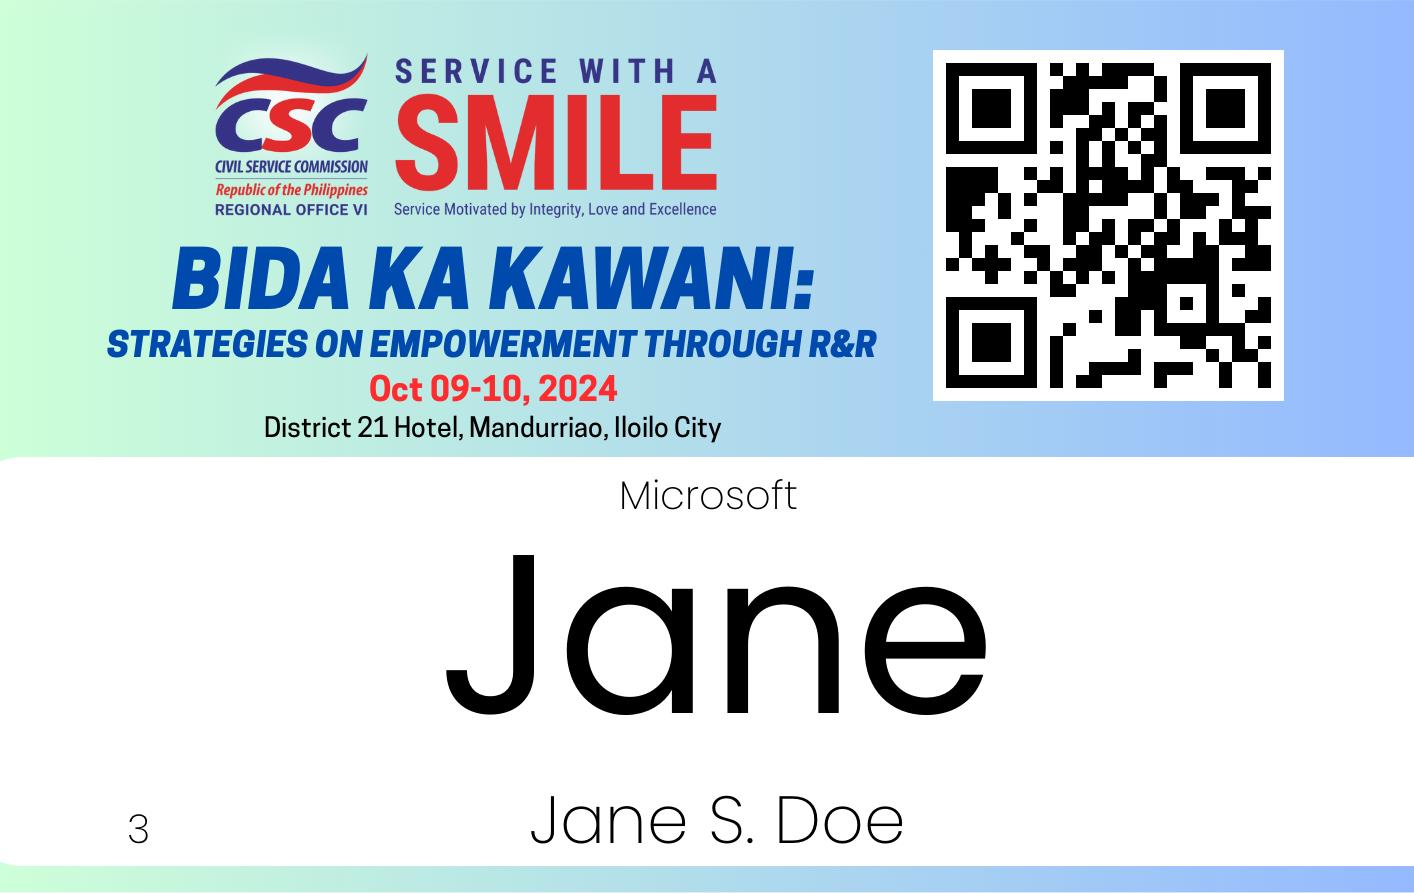 CSC
CIVIL SERVICE COMMISSION
Republic of the Philippines
REGIONAL OFFICE VI
SERVICE WITH A
SMILE
Service Motivated by Integrity, Love and Excellence
BIDA KA KAWANI:
STRATEGIES ON EMPOWERMENT THROUGH R&R
Oct 09-10, 2024
District 21 Hotel, Mandurriao, Iloilo City
Microsoft
Jane
Jane S. Doe
3